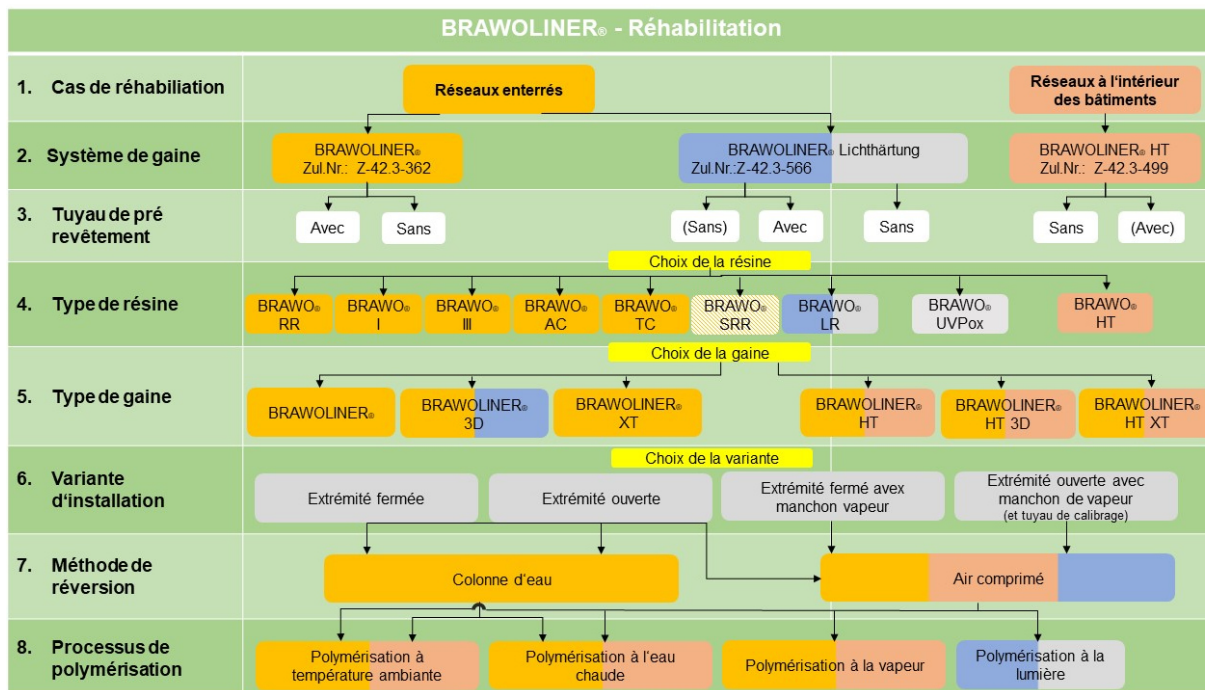 BRAWOLINER® - Réhabilitation
1. Cas de réhabiliation
Réseaux enterrés
Réseaux à l'intérieur
des bâtiments
2. Système de gaine
BRAWOLINER®
Zul.Nr.: Z-42.3-362
BRAWOLINER® Lichthärtung
Zul.Nr.:Z-42.3-566
BRAWOLINER® HT
Zul.Nr.: Z-42.3-499
3. Tuyau de pré
revêtement
Avec
Sans
(Sans)
Avec
Sans
Sans
(Avec)
Choix de la résine
4. Type de résine
BRAWO®
RR
BRAWO®
I
BRAWO®
III
BRAWO®
AC
BRAWO®
TC
BRAWO®
SRR
BRAWO®
LR
BRAWO®
UVPox
BRAWO®
HT
Choix de la gaine
5. Type de gaine
BRAWOLINER®
BRAWOLINER®
3D
BRAWOLINER®
XT
BRAWOLINER®
HT
BRAWOLINER®
HT 3D
BRAWOLINER®
HT XT
Choix de la variante
6. Variante
d'installation
Extrémité fermée
Extrémité ouverte
Extrémité fermé avex
manchon vapeur
Extrémité ouverte avec
manchon de vapeur
(et tuyau de calibrage)
7. Méthode de
réversion
Colonne d'eau
Air comprimé
8. Processus de
polymérisation
Polymérisation à
température ambiante
Polymérisation à l'eau
chaude
Polymérisation à la vapeur
Polymérisation à la
lumière